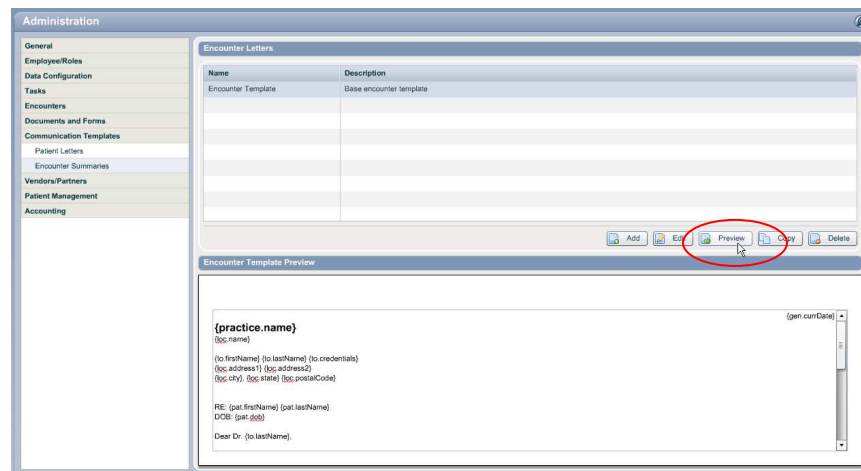 Administration
General
Employee/Roles
Data Configuration
Tasks
Encounters
Documents and Forms
Communication Templates
Patient Letters
Encounter Summaries
Vendors/Partners
Patient Management
Accounting
Encounter Letters
Name Description
Encounter Template Base encounter template
Add Edit Preview Copy Delete
Encounter Template Preview
{gen.currDate}
{practice.name}
{loc.name}
{to.firstName} {to.lastName} {to.credentials}
{loc.address1} {loc.address2}
{loc.city}, {loc.state} {loc.postalCode}
RE: {pat.firstName} {pat.lastName}
DOB: {pat.dob}
Dear Dr. {to.lastName},